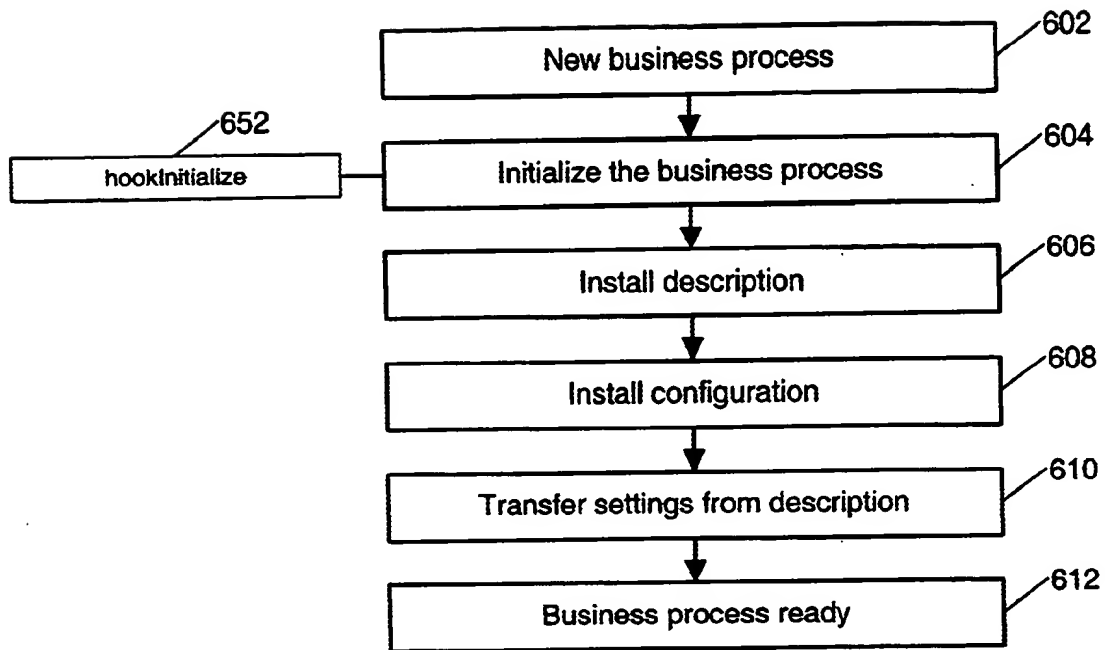 602
New business process
652
604
hookInitialize
Initialize the business process
606
Install description
608
Install configuration
610
Transfer settings from description
612
Business process ready